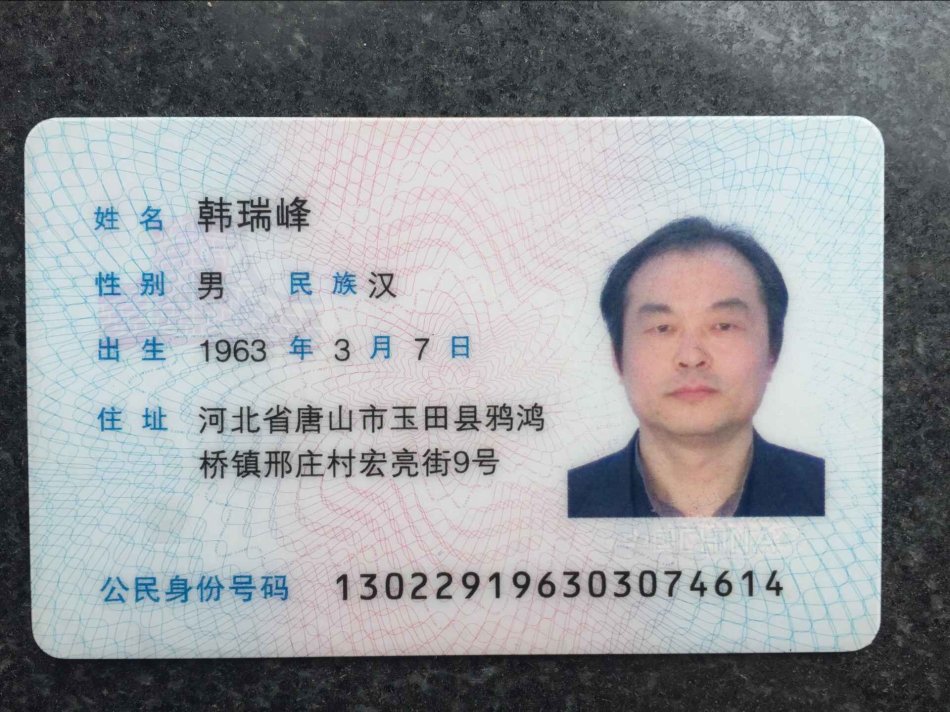 姓名 韩瑞峰
性别 男 民族 汉
出生 1963 年 3 月 7 日
住址 河北省唐山市玉田县鸦鸿
桥镇邢庄村宏亮街9号
CHINA
公民身份号码 130229196303074614